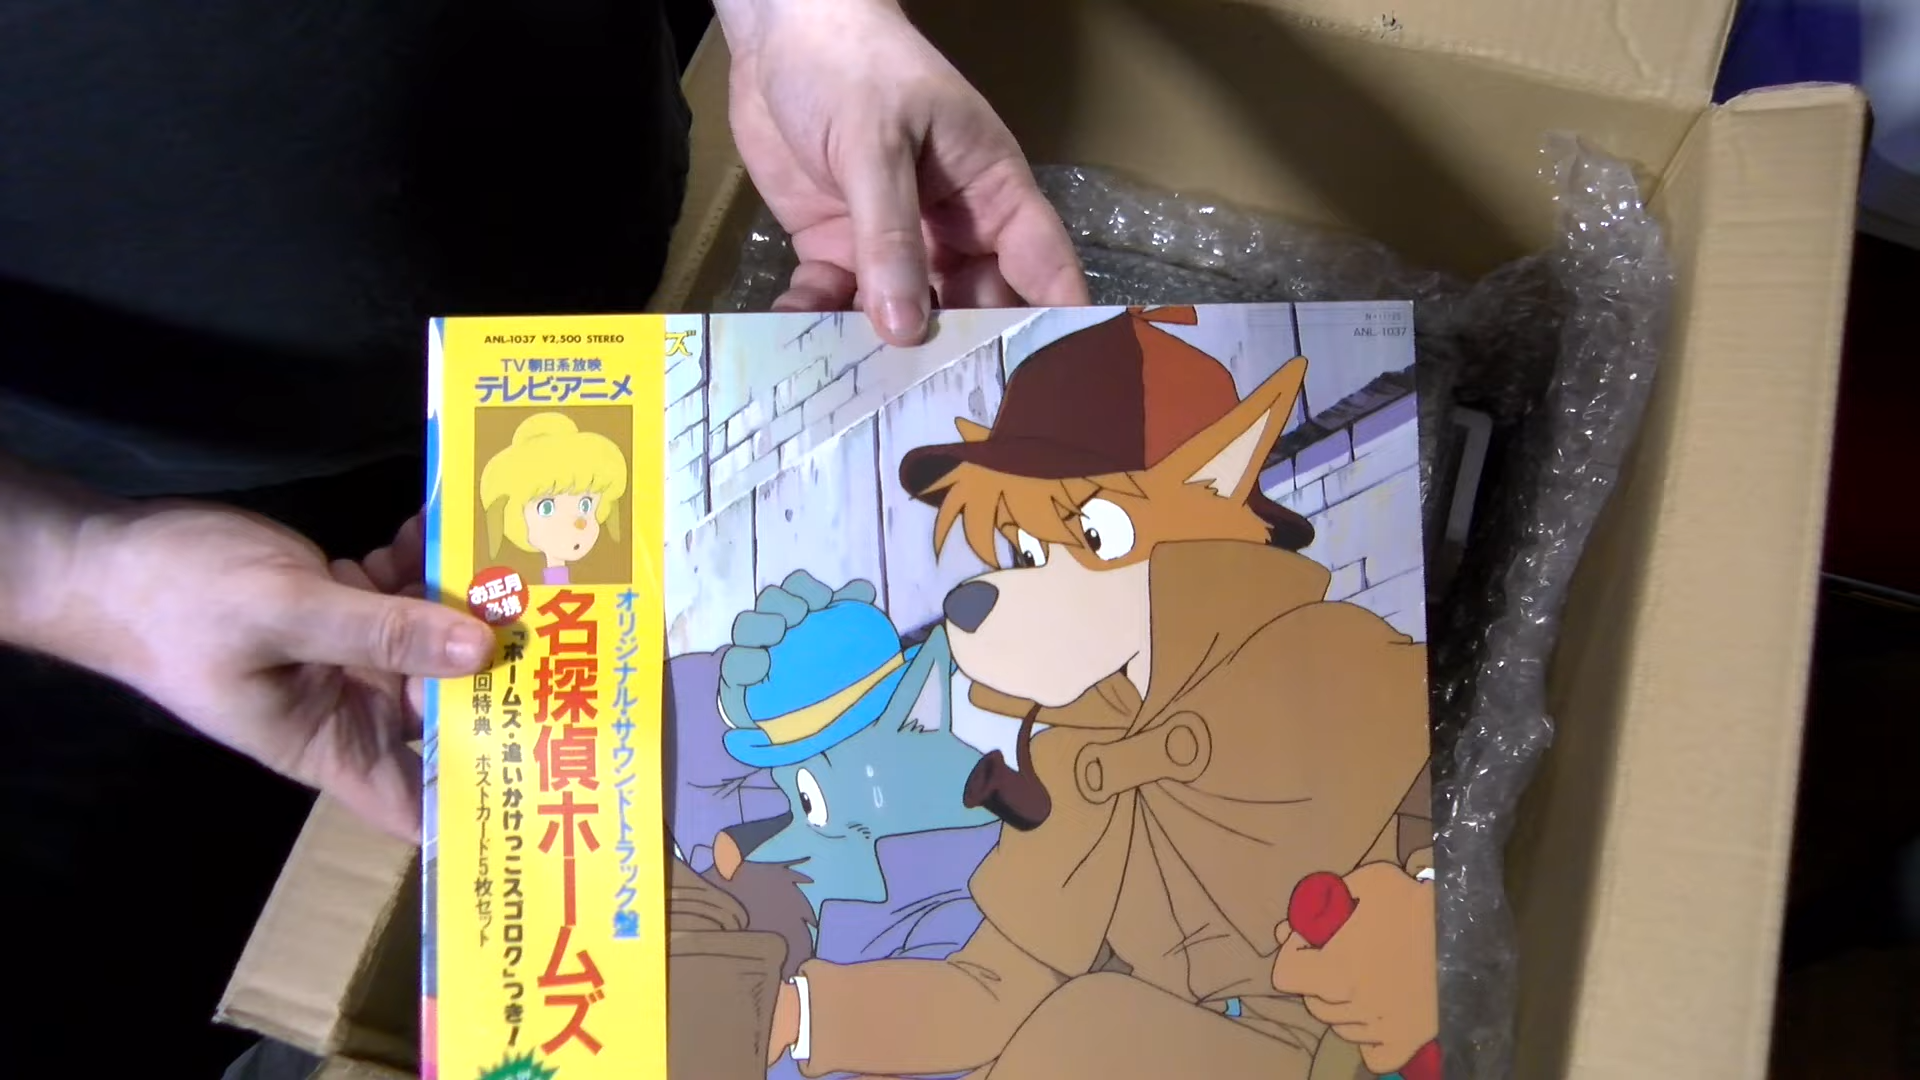 ANL-1037 ¥2,500 STEREO
TV朝日系放映
テレビ・アニメ
お正月
必携
オリジナル・サウンドトラック盤
名探偵ホームズ
「ホームズ・追いかけっこスゴロク」つき!
回特典 ポストカード5枚セット
ズ
ANL-1037